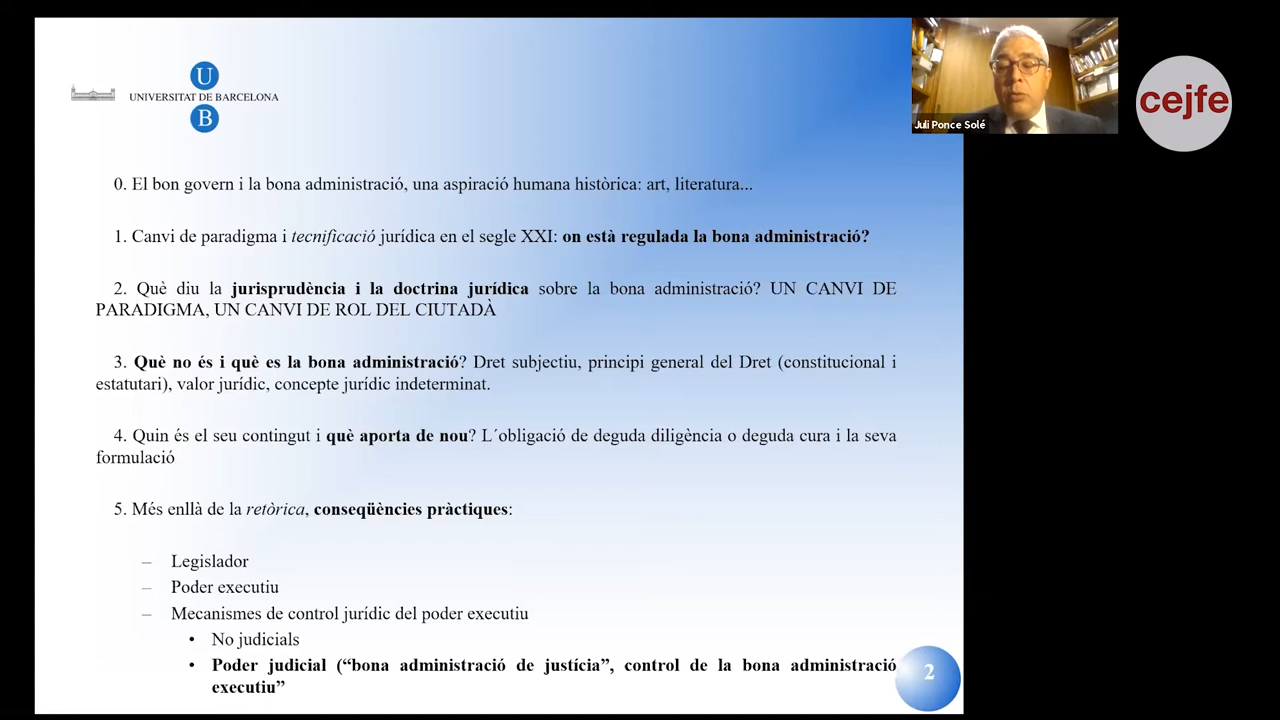 U
UNIVERSITAT DE BARCELONA
B
Juli Ponce Solé
cejfe
0. El bon govern i la bona administració, una aspiració humana històrica: art, literatura...
1. Canvi de paradigma i tecnificació jurídica en el segle XXI: on està regulada la bona administració?
2. Què diu la jurisprudència i la doctrina jurídica sobre la bona administració? UN CANVI DE
PARADIGMA, UN CANVI DE ROL DEL CIUTADÀ
3. Què no és i què es la bona administració? Dret subjectiu, principi general del Dret (constitucional i
estatutari), valor jurídic, concepte jurídic indeterminat.
4. Quin és el seu contingut i què aporta de nou? L´obligació de deguda diligència o deguda cura i la seva
formulació
5. Més enllà de la retòrica, conseqüències pràctiques:
– Legislador
– Poder executiu
– Mecanismes de control jurídic del poder executiu
• No judicials
• Poder judicial (“bona administració de justícia”, control de la bona administració
executiu”
2